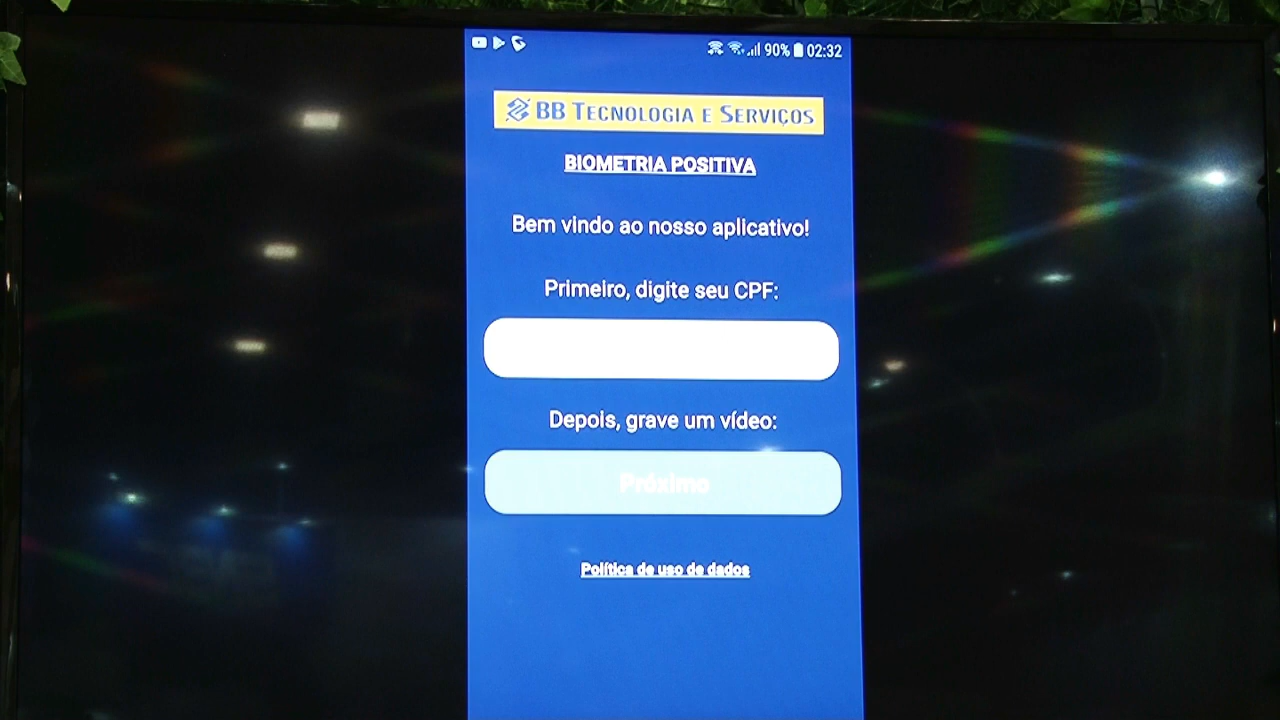 90% 02:32
BB TECNOLOGIA E SERVIÇOS
BIOMETRIA POSITIVA
Bem vindo ao nosso aplicativo!
Primeiro, digite seu CPF:
Depois, grave um vídeo:
Próximo
Política de uso de dados